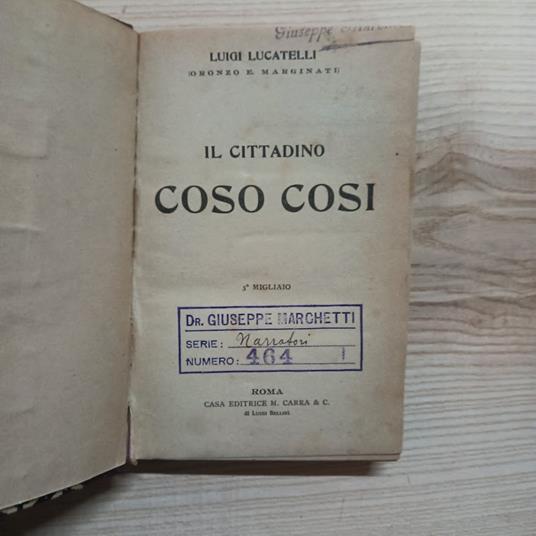 Giuseppe
LUIGI LUCATELLI
(ORONZO E. MARGINATI)
IL CITTADINO
COSO COSI
5° MIGLIAIO
DR. GIUSEPPE MARCHETTI
SERIE: Narratori
NUMERO: 464
ROMA
CASA EDITRICE M. CARRA & C.
di LUIGI BELLINI